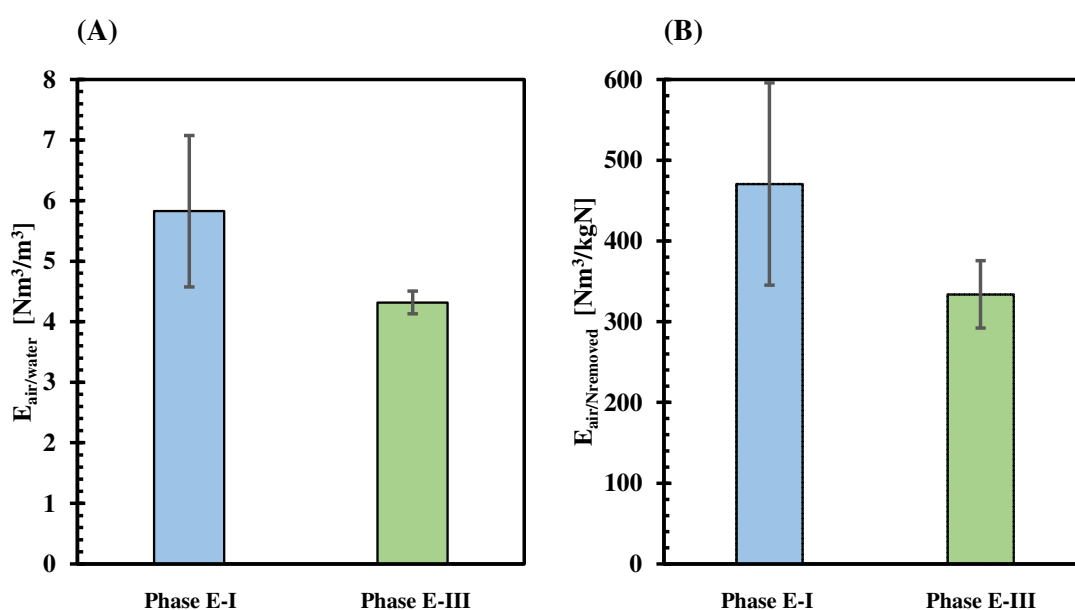 (A)
8
7
6
5
4
3
2
1
0
E_air/water [Nm³/m³]
Phase E-I
Phase E-III
(B)
600
500
400
300
200
100
0
E_air/Nremoved [Nm³/kgN]
Phase E-I
Phase E-III